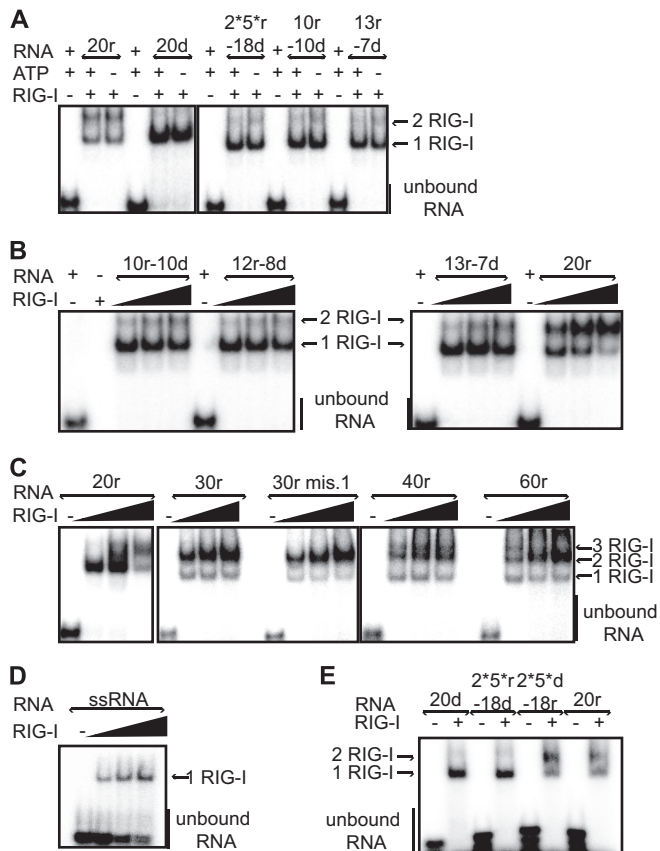 A
2*5*r 10r 13r
RNA + 20r + 20d + -18d + -10d + -7d
ATP + + - + + - + + - + + - + + -
RIG-I - + + - + + - + + - + + - + +
2 RIG-I
1 RIG-I
unbound
RNA
B
10r-10d 12r-8d 13r-7d 20r
RNA + - + + +
RIG-I - + - - -
2 RIG-I
1 RIG-I
unbound
RNA
C
20r 30r 30r mis.1 40r 60r
RNA
RIG-I - - - - -
3 RIG-I
2 RIG-I
1 RIG-I
unbound
RNA
D
RNA ssRNA
RIG-I -
1 RIG-I
unbound
RNA
E
2*5*r 2*5*d
RNA 20d -18d -18r 20r
RIG-I - + - + - + - +
2 RIG-I
1 RIG-I
unbound
RNA